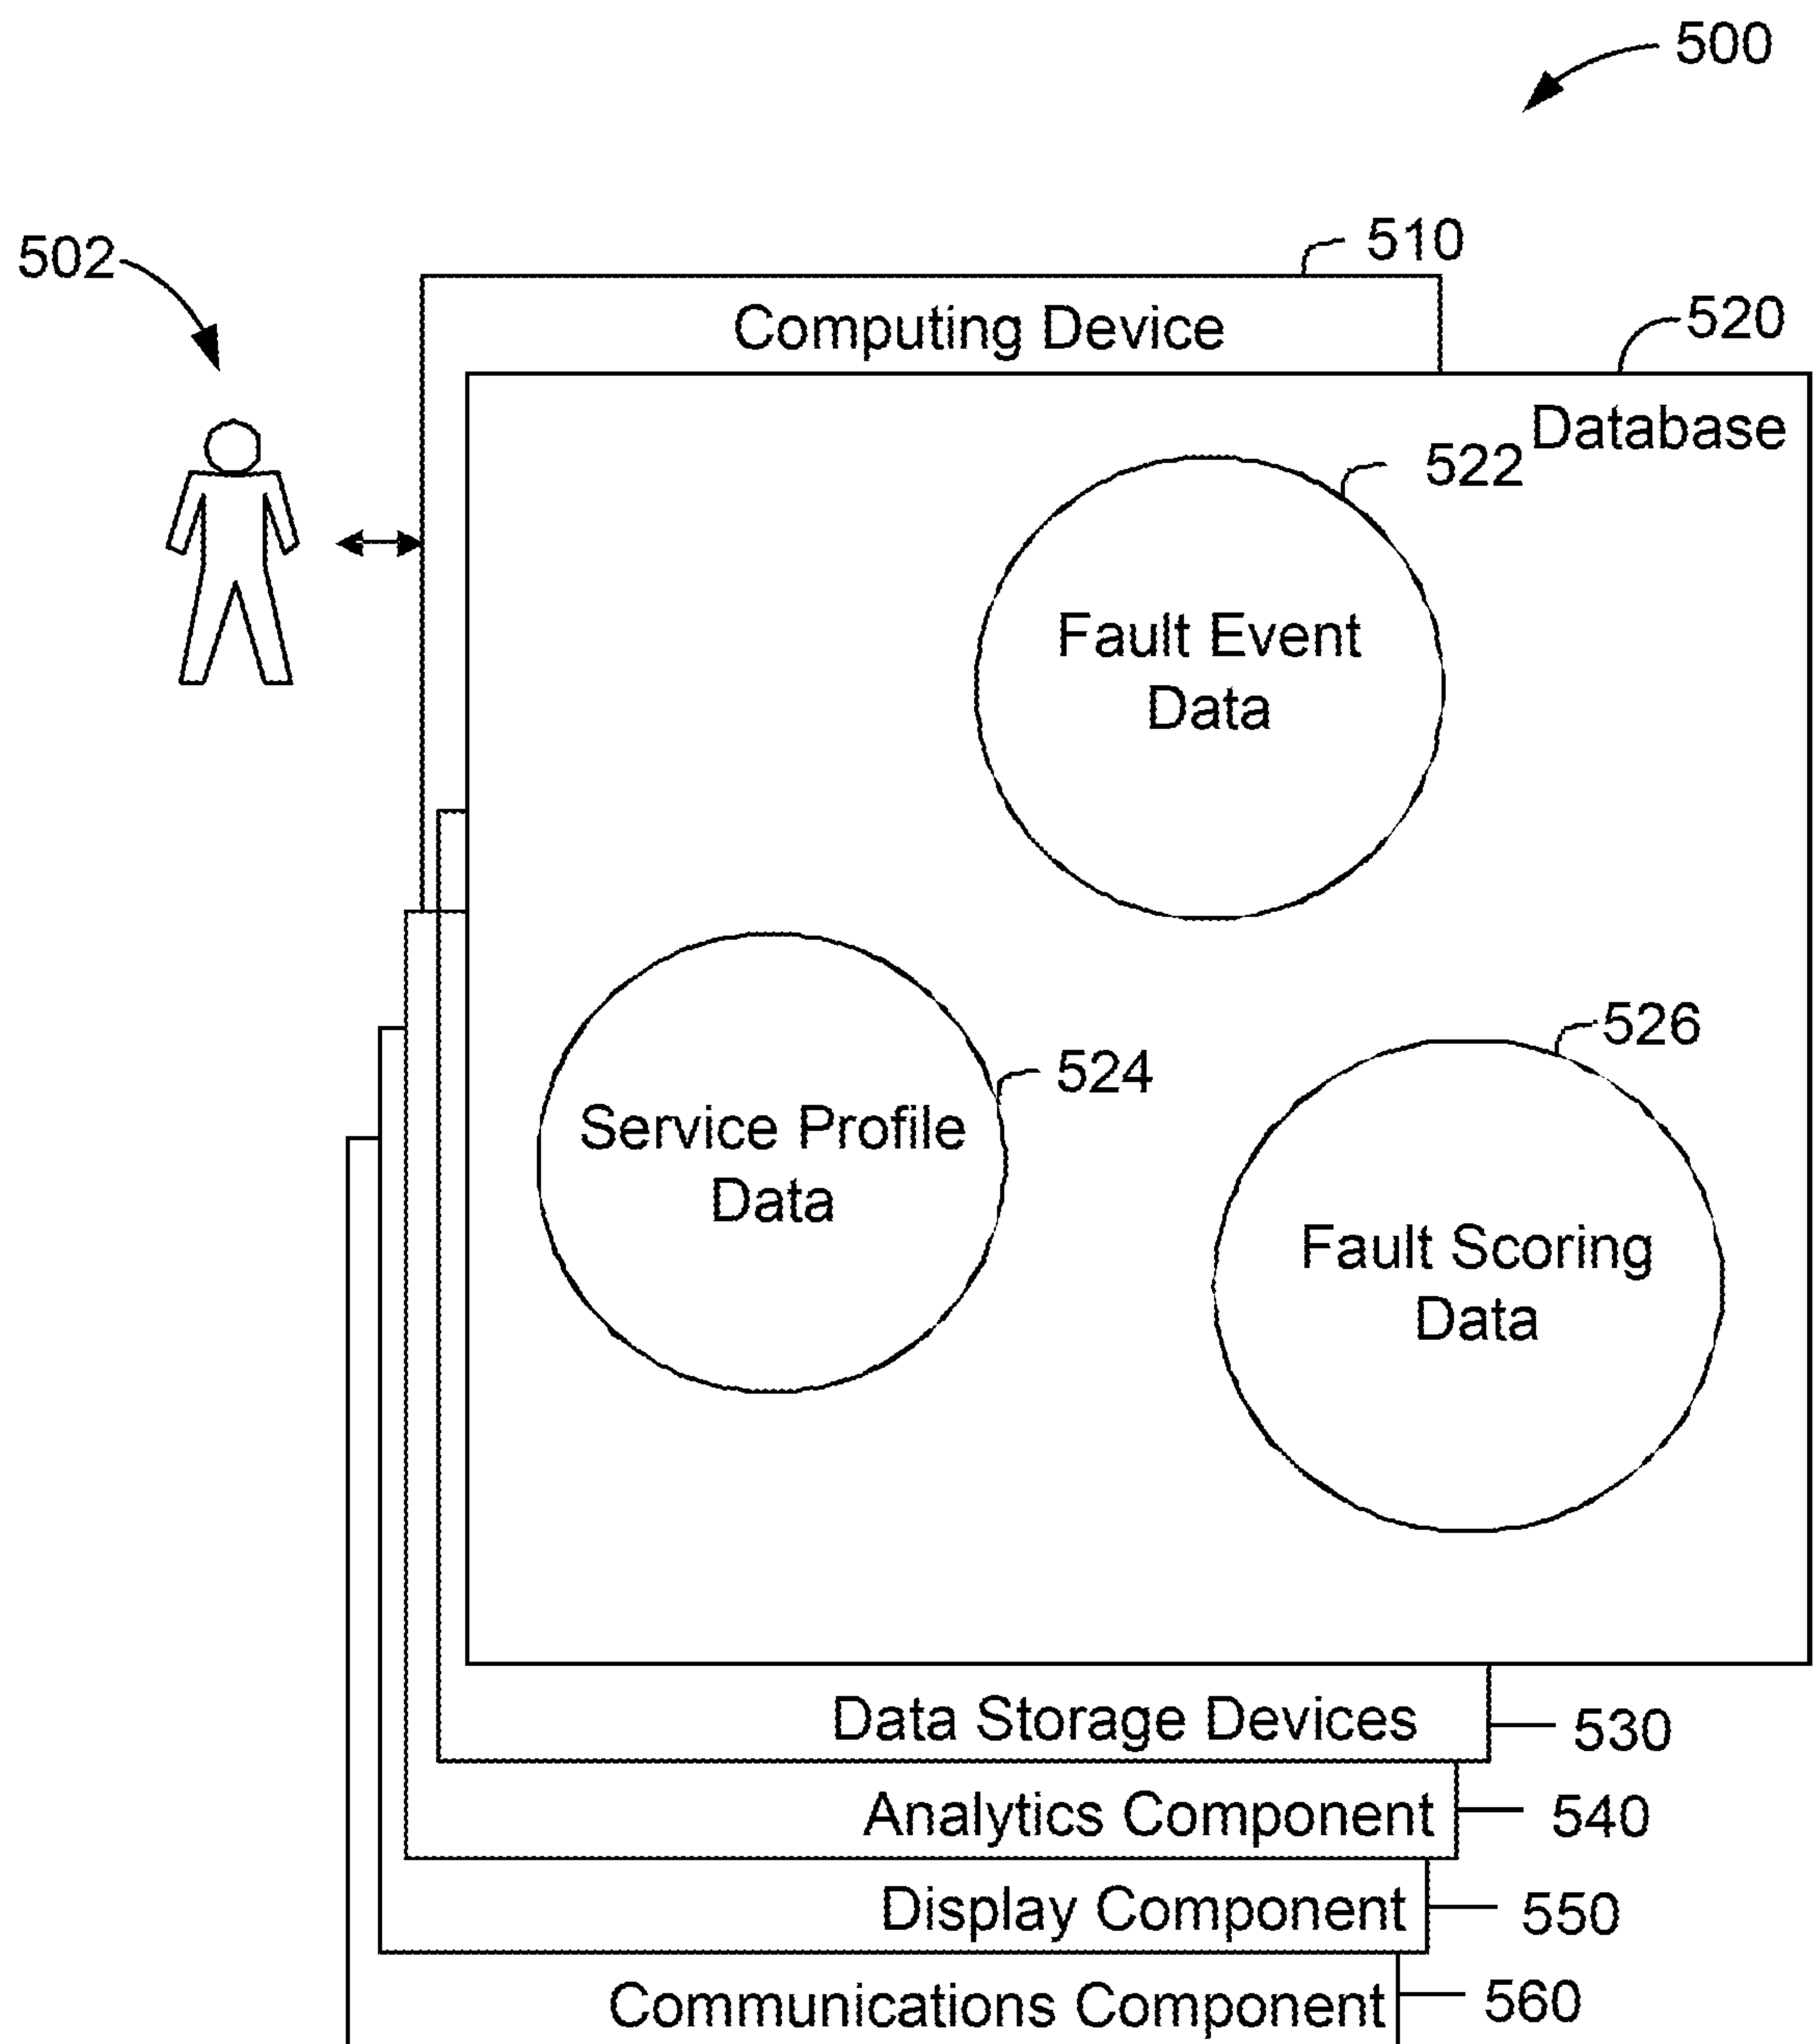 500
510
502
Computing Device
520
Database
522
Fault Event
Data
526
524
Service Profile
Data
Fault Scoring
Data
Data Storage Devices
530
Analytics Component
540
Display Component
550
Communications Component
560